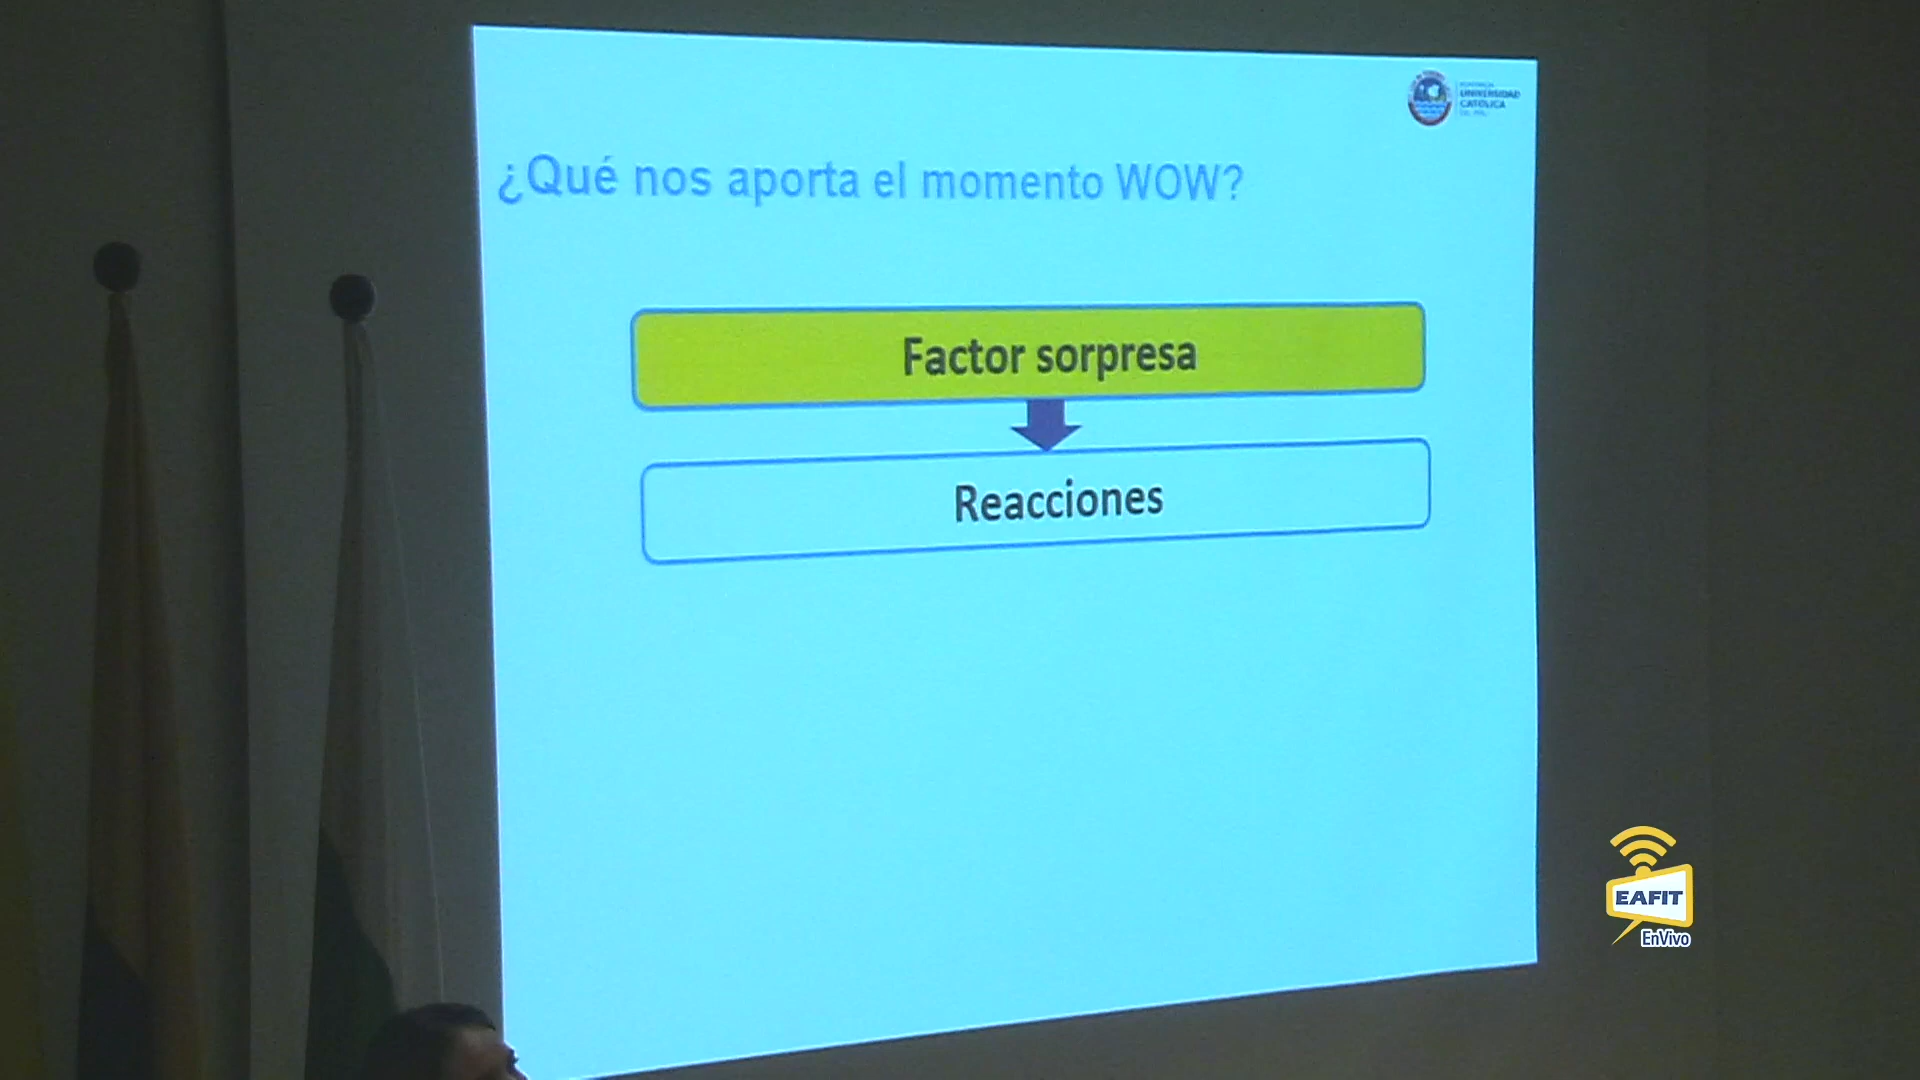 UNIVERSIDAD
CATÓLICA
¿Qué nos aporta el momento WOW?
Factor sorpresa
Reacciones
EAFIT
EnVivo